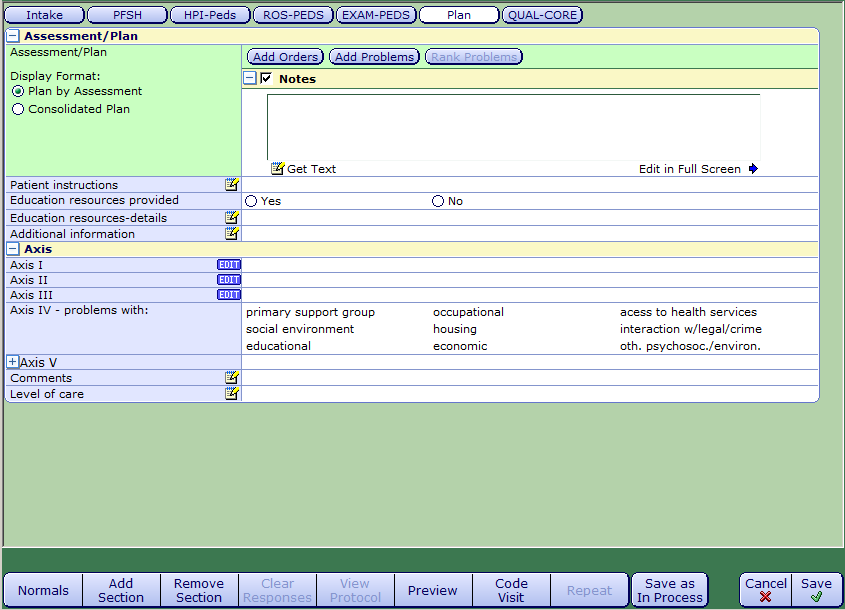 Intake PFSH HPI-Peds ROS-PEDS EXAM-PEDS Plan QUAL-CORE
Assessment/Plan
Assessment/Plan
Add Orders Add Problems Rank Problems
Display Format:
Plan by Assessment
Consolidated Plan
Notes
Get Text Edit in Full Screen
Patient instructions
Education resources provided Yes No
Education resources-details
Additional information
Axis
Axis I EDIT
Axis II EDIT
Axis III EDIT
Axis IV - problems with: primary support group occupational acess to health services
social environment housing interaction w/legal/crime
educational economic oth. psychosoc./environ.
Axis V
Comments
Level of care
Normals Add Section Remove Section Clear Responses View Protocol Preview Code Visit Repeat Save as In Process Cancel Save